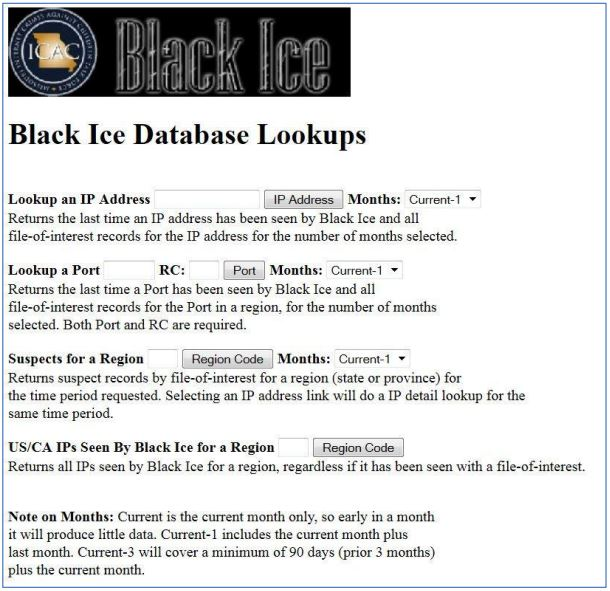 ICAC Black Ice
Black Ice Database Lookups
Lookup an IP Address IP Address Months: Current-1
Returns the last time an IP address has been seen by Black Ice and all
file-of-interest records for the IP address for the number of months selected.
Lookup a Port RC: Port Months: Current-1
Returns the last time a Port has been seen by Black Ice and all
file-of-interest records for the Port in a region, for the number of months
selected. Both Port and RC are required.
Suspects for a Region Region Code Months: Current-1
Returns suspect records by file-of-interest for a region (state or province) for
the time period requested. Selecting an IP address link will do a IP detail lookup for the
same time period.
US/CA IPs Seen By Black Ice for a Region Region Code
Returns all IPs seen by Black Ice for a region, regardless if it has been seen with a file-of-interest.
Note on Months: Current is the current month only, so early in a month
it will produce little data. Current-1 includes the current month plus
last month. Current-3 will cover a minimum of 90 days (prior 3 months)
plus the current month.